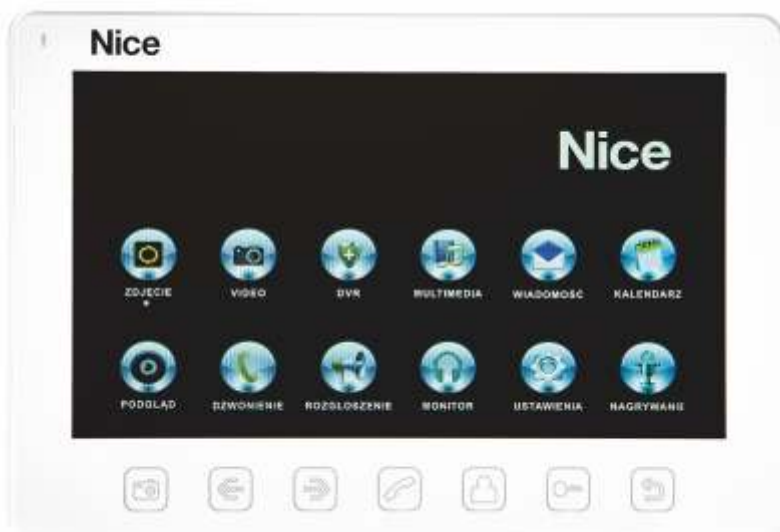 Nice
Nice
ZDJĘCIE VIDEO DVR MULTIMEDIA WIADOMOŚĆ KALENDARZ
PODGLĄD DZWONIENIE ROZGŁOSZENIE MONITOR USTAWIENIA NAGRYWANG